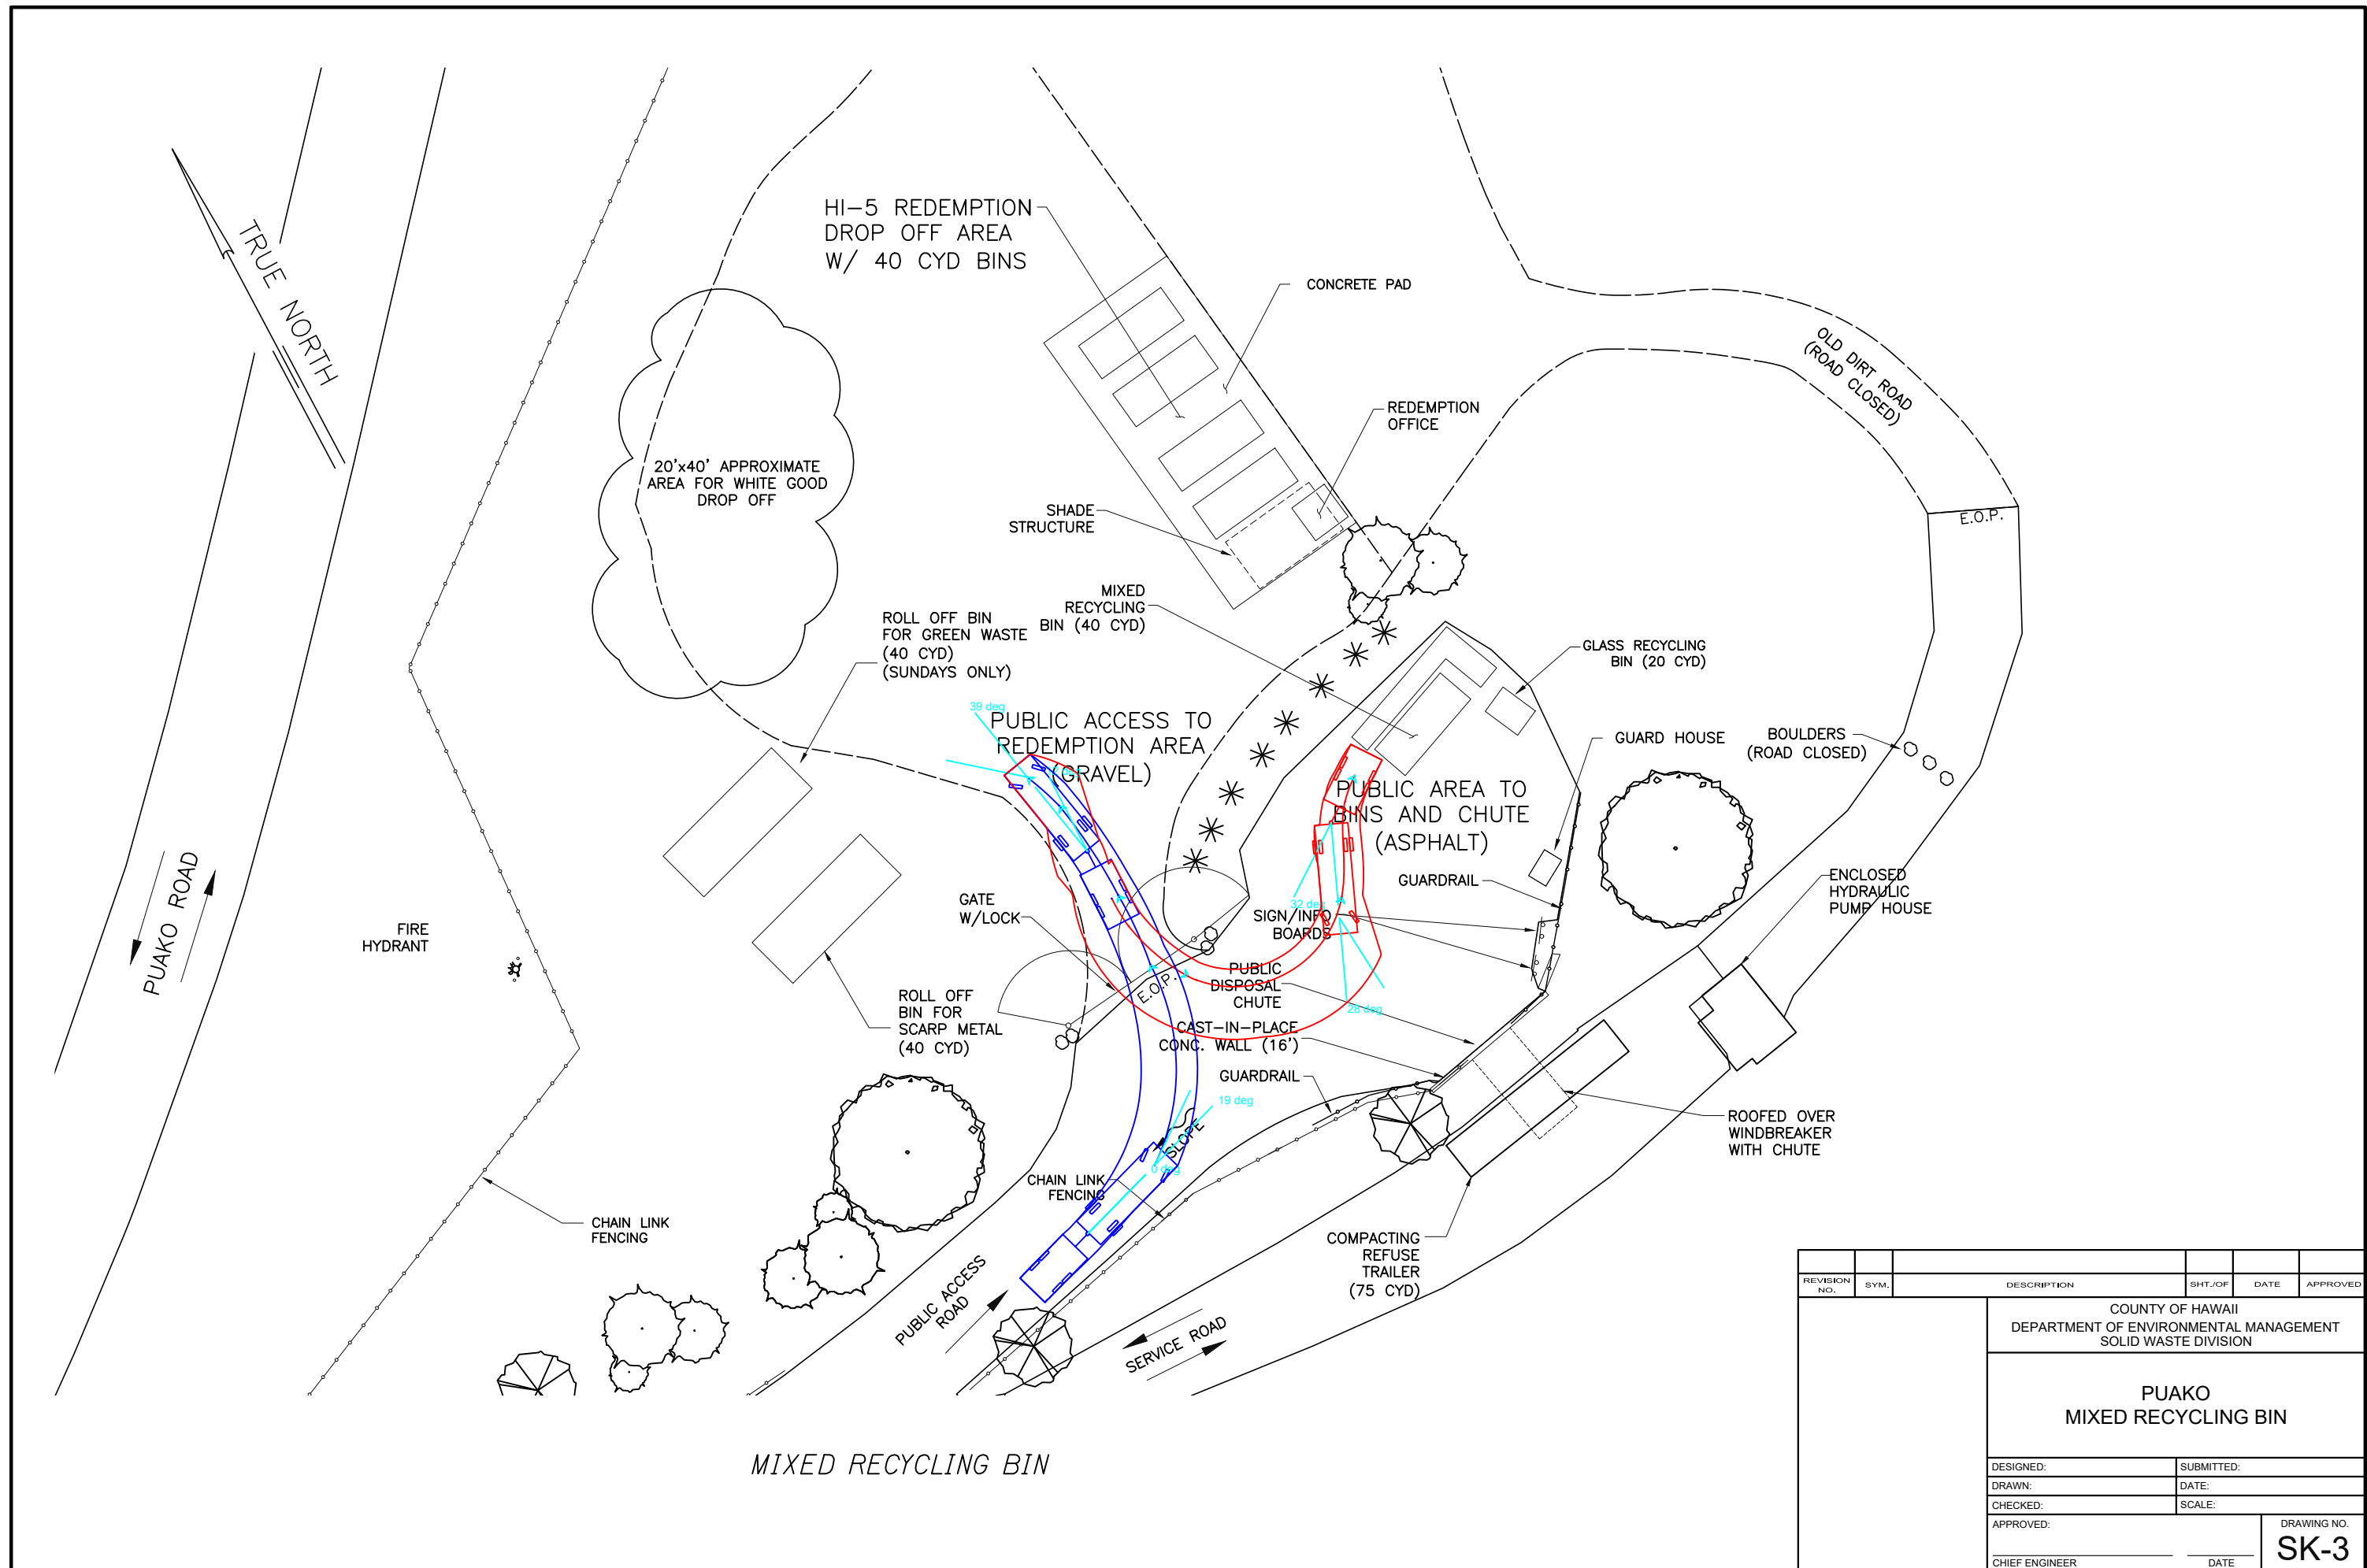 TRUE NORTH
HI-5 REDEMPTION
DROP OFF AREA
W/ 40 CYD BINS
CONCRETE PAD
OLD DIRT ROAD
(ROAD CLOSED)
REDEMPTION
OFFICE
20'x40' APPROXIMATE
AREA FOR WHITE GOOD
DROP OFF
SHADE
STRUCTURE
E.O.P.
MIXED
RECYCLING
BIN (40 CYD)
ROLL OFF BIN
FOR GREEN WASTE
(40 CYD)
(SUNDAYS ONLY)
GLASS RECYCLING
BIN (20 CYD)
39 deg
PUBLIC ACCESS TO
REDEMPTION AREA
(GRAVEL)
GUARD HOUSE
BOULDERS
(ROAD CLOSED)
PUBLIC AREA TO
BINS AND CHUTE
(ASPHALT)
PUAKO ROAD
GUARDRAIL
ENCLOSED
HYDRAULIC
PUMP HOUSE
GATE
W/LOCK
32 deg
SIGN/INFO
BOARDS
FIRE
HYDRANT
PUBLIC
DISPOSAL
CHUTE
E.O.P.
28 deg
ROLL OFF
BIN FOR
SCARP METAL
(40 CYD)
CAST-IN-PLACE
CONC. WALL (16')
GUARDRAIL
19 deg
SLOPE
0 deg
ROOFED OVER
WINDBREAKER
WITH CHUTE
CHAIN LINK
FENCING
CHAIN LINK
FENCING
COMPACTING
REFUSE
TRAILER
(75 CYD)
PUBLIC ACCESS
ROAD
SERVICE ROAD
MIXED RECYCLING BIN
REVISION NO. SYM. DESCRIPTION SHT./OF DATE APPROVED
COUNTY OF HAWAII
DEPARTMENT OF ENVIRONMENTAL MANAGEMENT
SOLID WASTE DIVISION
PUAKO
MIXED RECYCLING BIN
DESIGNED: SUBMITTED:
DRAWN: DATE:
CHECKED: SCALE:
APPROVED: DRAWING NO.
SK-3
CHIEF ENGINEER DATE